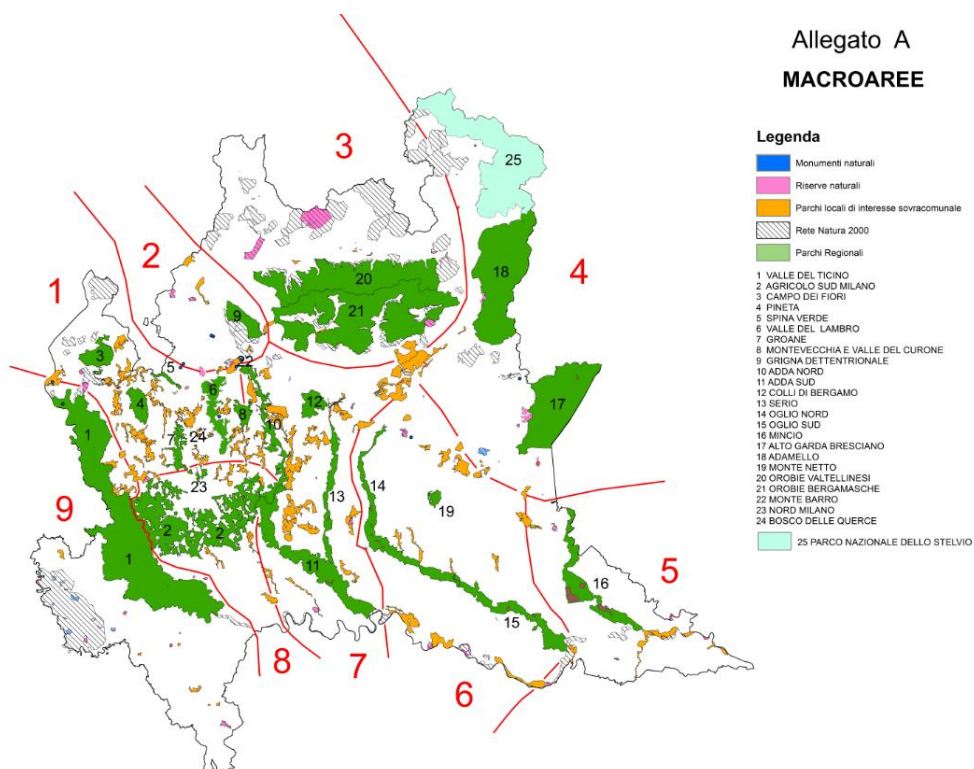 Allegato A
MACROAREE
Legenda
Monumenti naturali
Riserve naturali
Parchi locali di interesse sovracomunale
Rete Natura 2000
Parchi Regionali
1 VALLE DEL TICINO
2 AGRICOLO SUD MILANO
3 CAMPO DEI FIORI
4 PINETA
5 SPINA VERDE
6 VALLE DEL LAMBRO
7 GROANE
8 MONTEVECCHIA E VALLE DEL CURONE
9 GRIGNA DETTENTRIONALE
10 ADDA NORD
11 ADDA SUD
12 COLLI DI BERGAMO
13 SERIO
14 OGLIO NORD
15 OGLIO SUD
16 MINCIO
17 ALTO GARDA BRESCIANO
18 ADAMELLO
19 MONTE NETTO
20 OROBIE VALTELLINESI
21 OROBIE BERGAMASCHE
22 MONTE BARRO
23 NORD MILANO
24 BOSCO DELLE QUERCE
25 PARCO NAZIONALE DELLO STELVIO
3
25
2
4
18
20
1
21
9
3
5
22
6
4
12
8
17
1
10
7
24
23
13
14
19
9
2
2
1
11
16
5
15
8
7
6